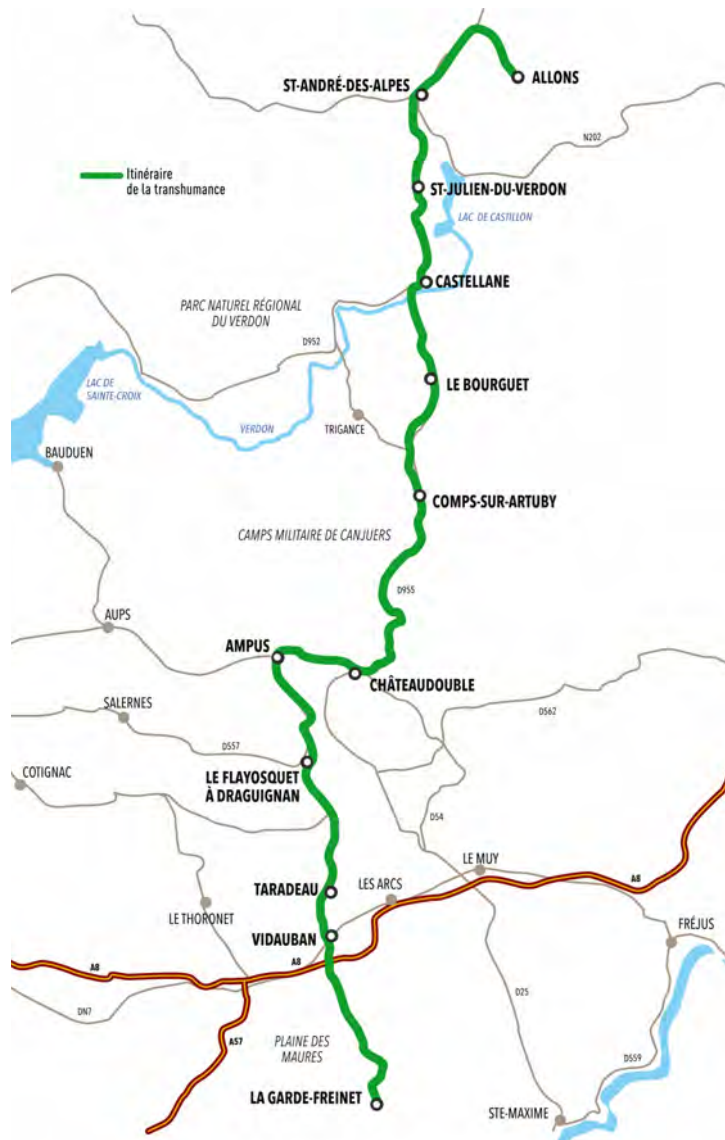 ST-ANDRÉ-DES-ALPES
ALLONS
N202
Itinéraire
de la transhumance
ST-JULIEN-DU-VERDON
LAC DE CASTILLON
CASTELLANE
PARC NATUREL RÉGIONAL
DU VERDON
D952
LAC DE
SAINTE-CROIX
LE BOURGUET
VERDON
TRIGANCE
BAUDUEN
COMPS-SUR-ARTUBY
CAMPS MILITAIRE DE CANJUERS
D955
AUPS
AMPUS
CHÂTEAUDOUBLE
SALERNES
D562
D557
COTIGNAC
LE FLAYOSQUET
À DRAGUIGNAN
D54
LE MUY
A8
TARADEAU
LES ARCS
LE THORONET
FRÉJUS
VIDAUBAN
A8
A8
DN7
D25
A57
PLAINE DES
MAURES
D559
LA GARDE-FREINET
STE-MAXIME